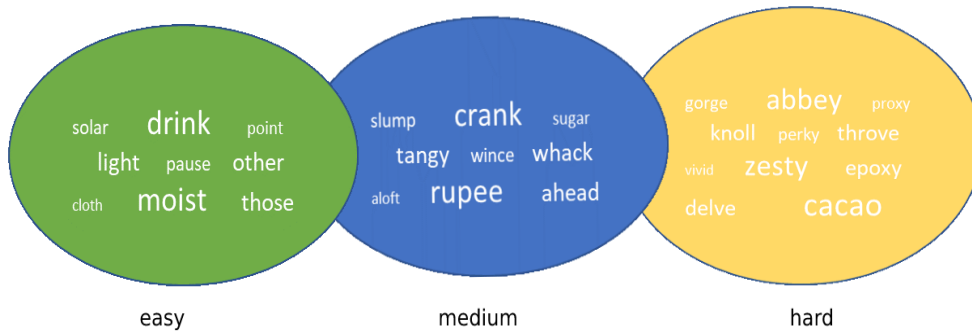 solar drink point
light pause other
cloth moist those
slump crank sugar
tangy wince whack
aloft rupee ahead
gorge abbey proxy
knoll perky throve
vivid zesty epoxy
delve cacao
easy medium hard